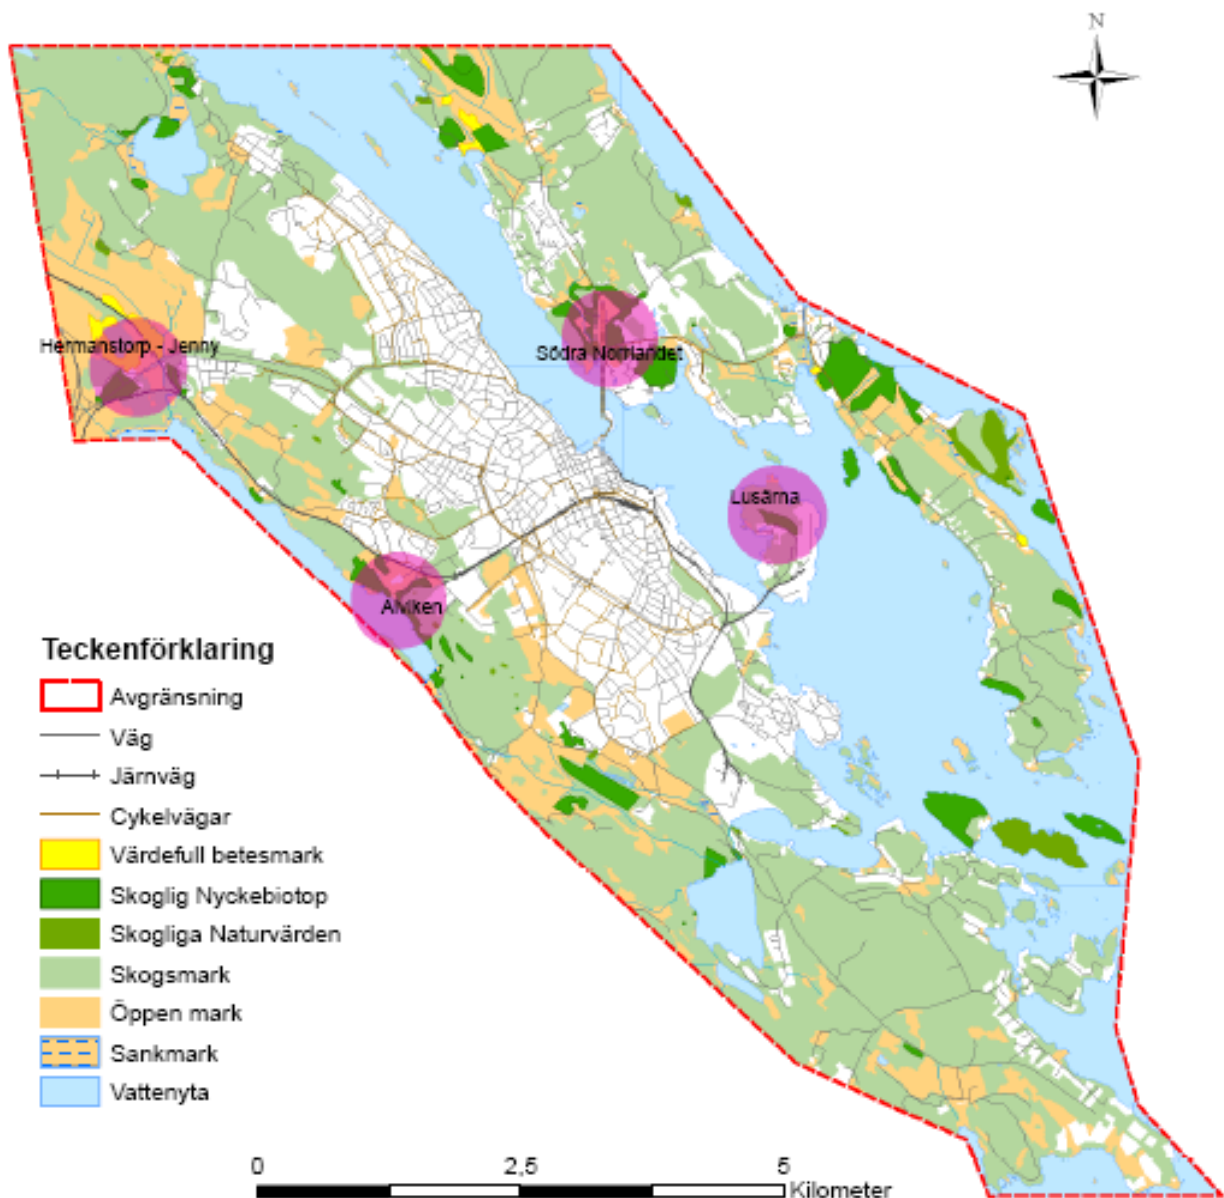 N
Hermanstorp - Jenny
Södra Norrlandet
Lusärna
Alviken
Teckenförklaring
Avgränsning
Väg
Järnväg
Cykelvägar
Värdefull betesmark
Skoglig Nyckebiotop
Skogliga Naturvärden
Skogsmark
Öppen mark
Sankmark
Vattenyta
0 2,5 5
Kilometer